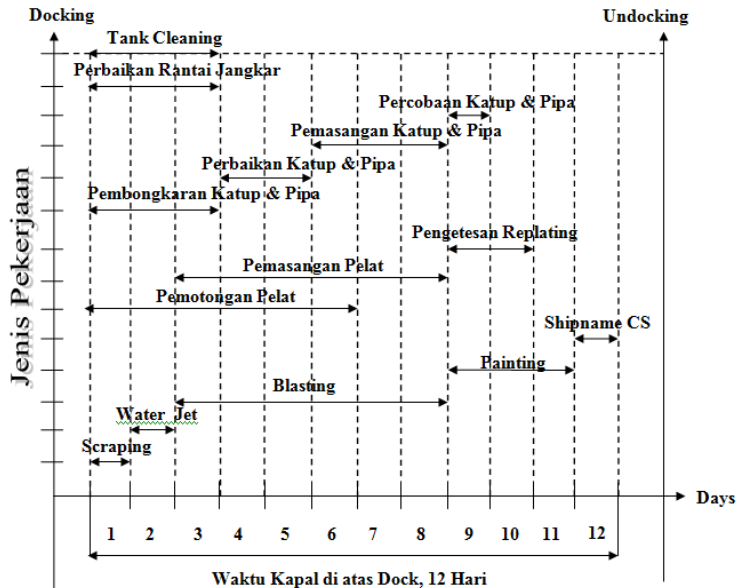 Docking
Undocking
Tank Cleaning
Perbaikan Rantai Jangkar
Percobaan Katup & Pipa
Pemasangan Katup & Pipa
Perbaikan Katup & Pipa
Pembongkaran Katup & Pipa
Pengetesan Replating
Pemasangan Pelat
Pemotongan Pelat
Shipname CS
Painting
Blasting
Water Jet
Scraping
Jenis Pekerjaan
Days
1 2 3 4 5 6 7 8 9 10 11 12
Waktu Kapal di atas Dock, 12 Hari